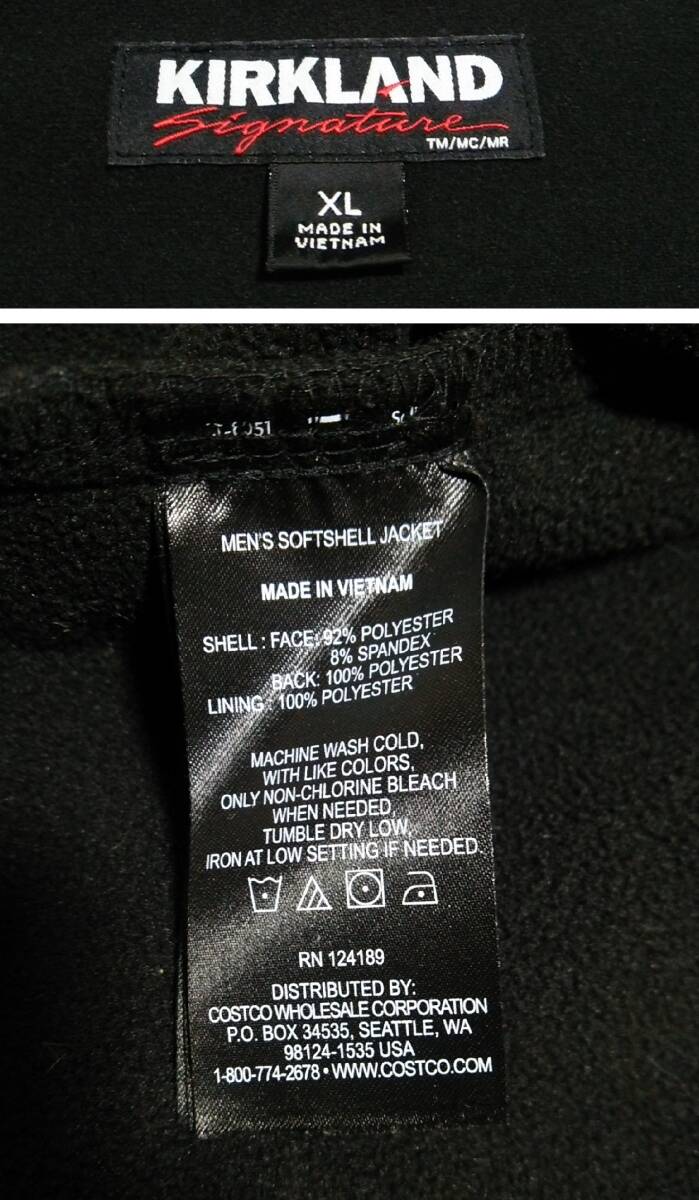 KIRKLAND
Signature
TM/MC/MR
XL
MADE IN
VIETNAM
MEN'S SOFTSHELL JACKET
MADE IN VIETNAM
SHELL : FACE: 92% POLYESTER
8% SPANDEX
BACK: 100% POLYESTER
LINING : 100% POLYESTER
MACHINE WASH COLD,
WITH LIKE COLORS,
ONLY NON-CHLORINE BLEACH
WHEN NEEDED,
TUMBLE DRY LOW,
IRON AT LOW SETTING IF NEEDED.
RN 124189
DISTRIBUTED BY:
COSTCO WHOLESALE CORPORATION
P.O. BOX 34535, SEATTLE, WA
98124-1535 USA
1-800-774-2678 • WWW.COSTCO.COM